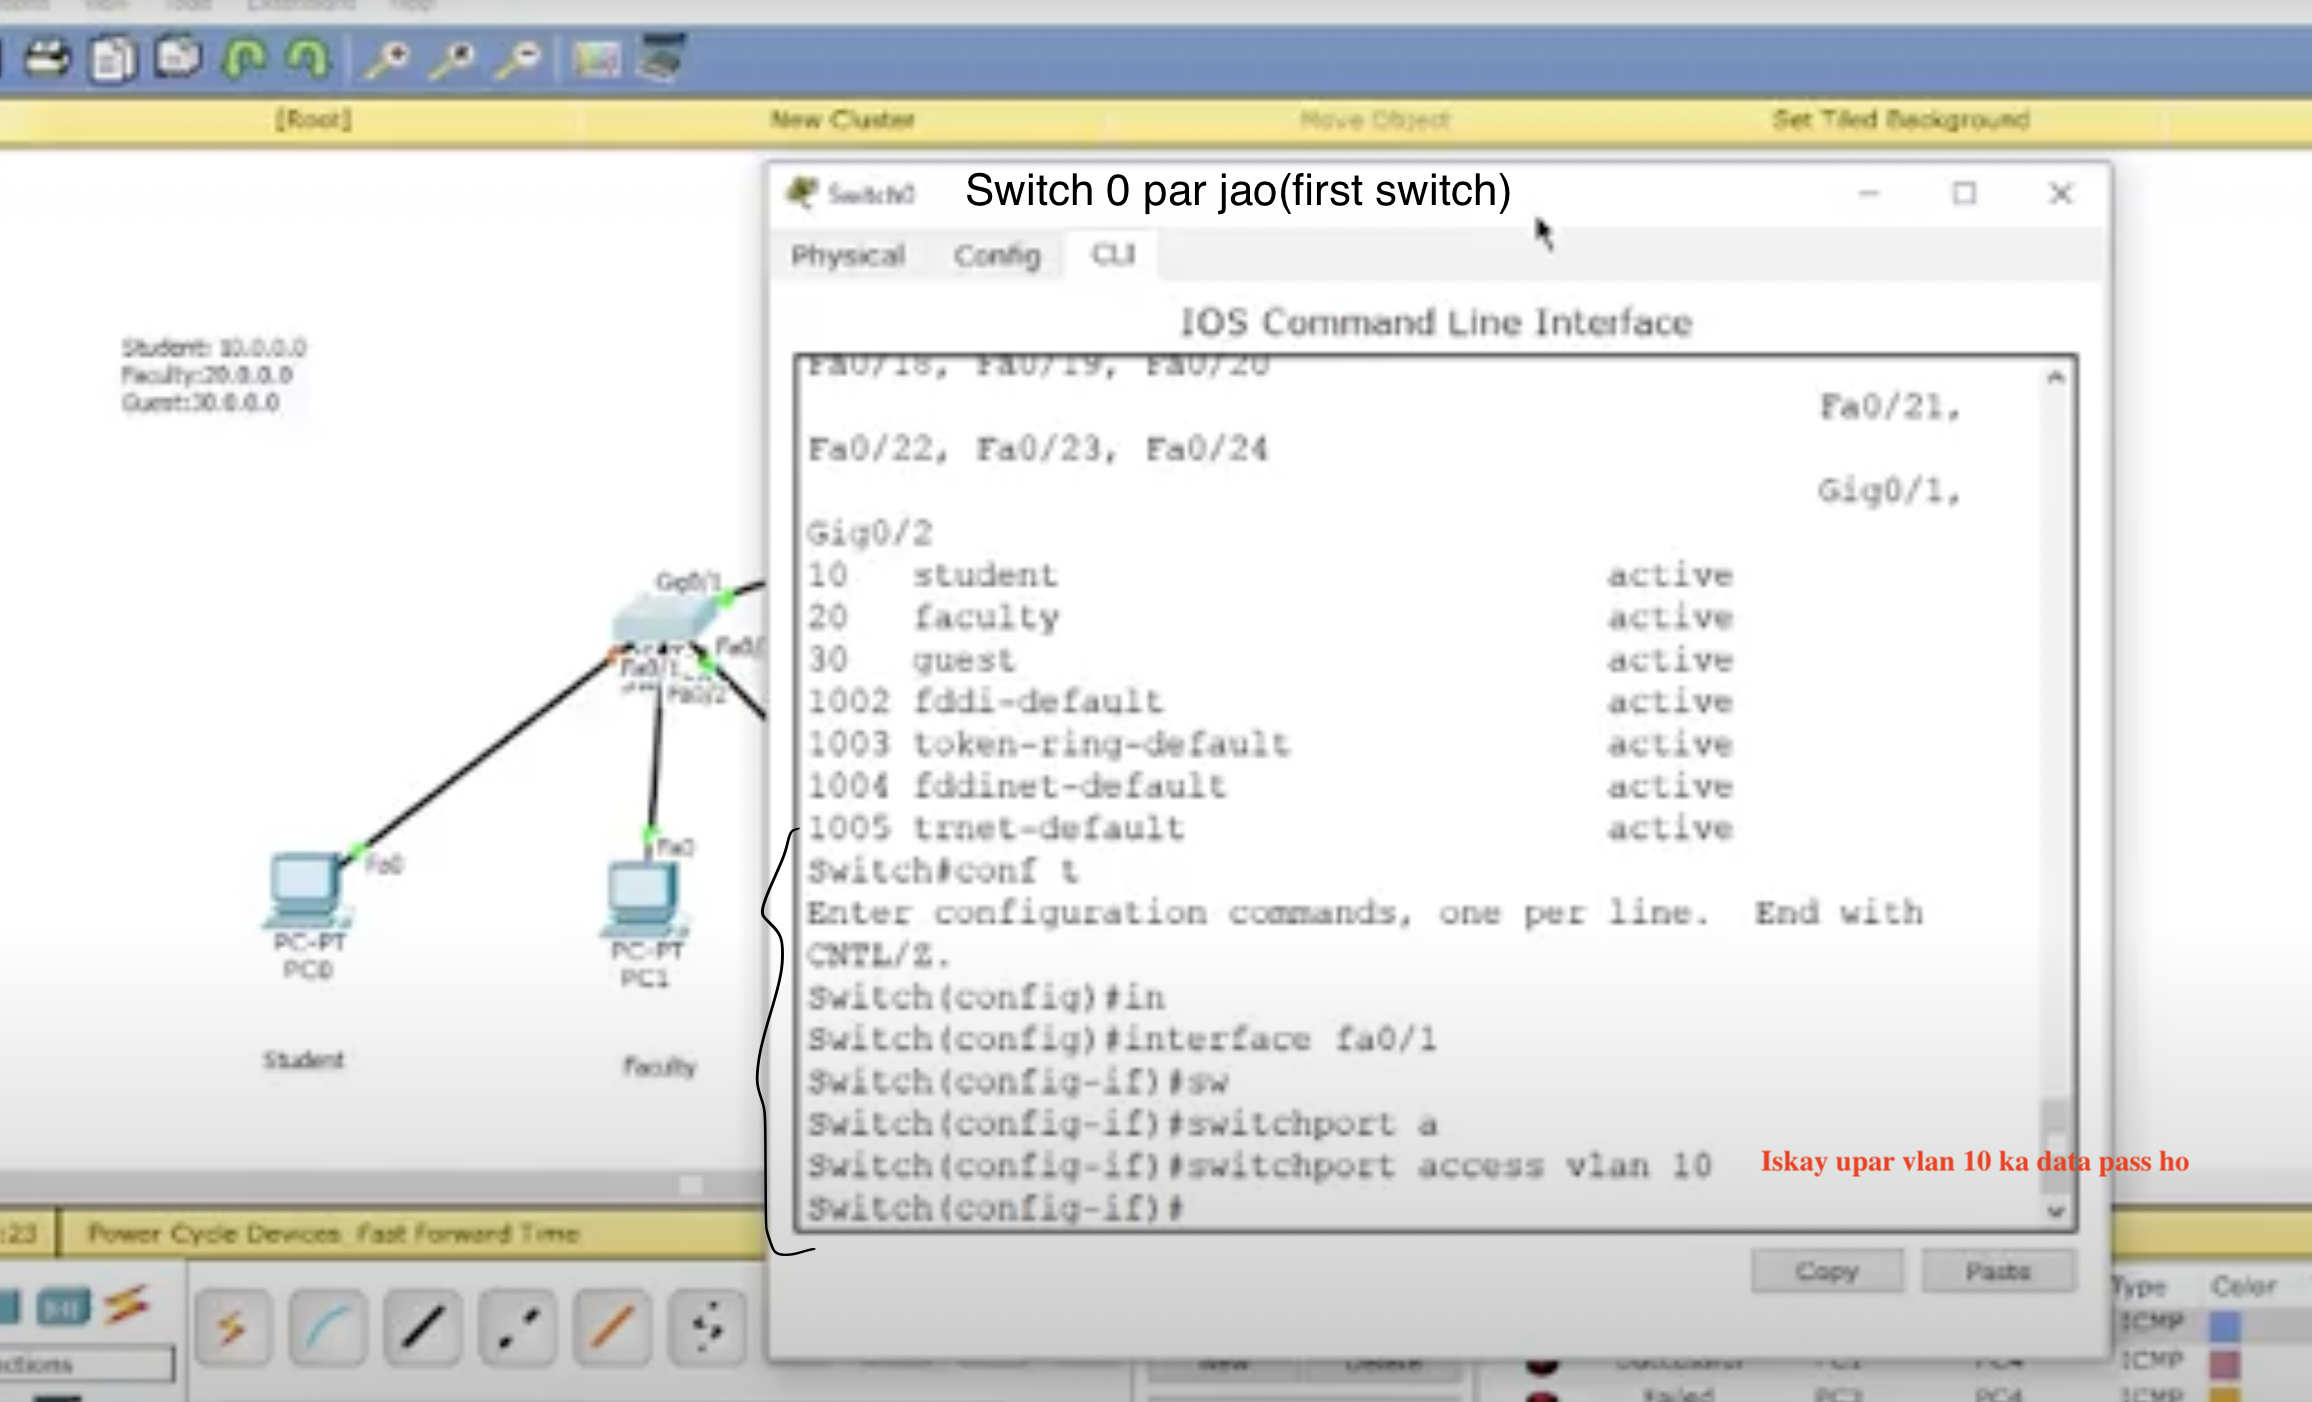 [Root]
New Cluster
Move Object
Set Tiled Background
Switch0
Switch 0 par jao(first switch)
Physical
Config
CLI
IOS Command Line Interface
Student: 10.0.0.0
Faculty:20.0.0.0
Guest:30.0.0.0
Fa0/18, Fa0/19, Fa0/20
Fa0/21,
Fa0/22, Fa0/23, Fa0/24
Gig0/1,
Gig0/2
10 student active
20 faculty active
30 guest active
1002 fddi-default active
1003 token-ring-default active
1004 fddinet-default active
1005 trnet-default active
Switch#conf t
Enter configuration commands, one per line. End with
CNTL/Z.
Switch(config)#in
Switch(config)#interface fa0/1
Switch(config-if)#sw
Switch(config-if)#switchport a
Switch(config-if)#switchport access vlan 10
Iskay upar vlan 10 ka data pass ho
Switch(config-if)#
Copy
Paste
Gig0/1
Fa0/1
Fa0/2
Fa0
Fa0
PC-PT
PC0
PC-PT
PC1
Student
Faculty
:23
Power Cycle Devices Fast Forward Time
Type
Color
ICMP
New
Delete
Successful
PC1
PC4
ICMP
Failed
PC3
PC4
ICMP